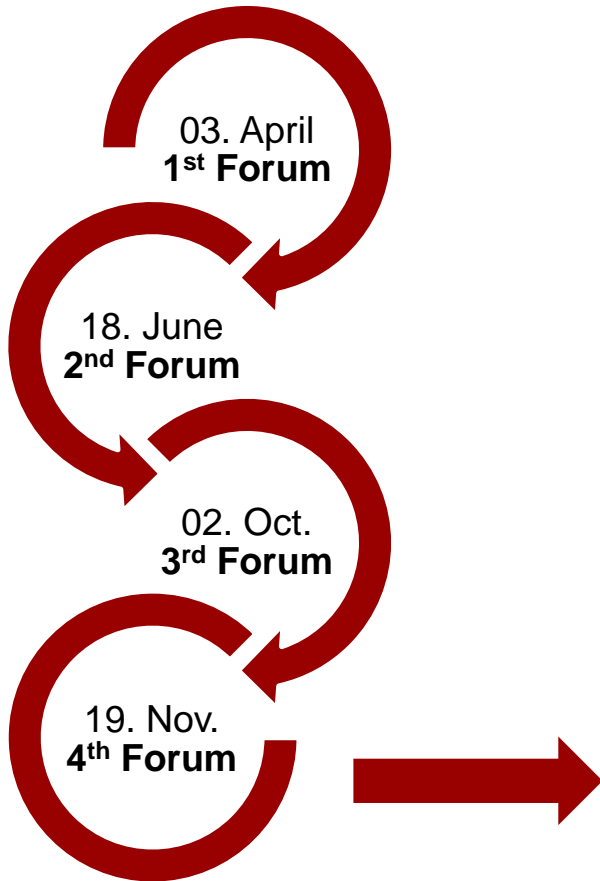 03. April
1st Forum
18. June
2nd Forum
02. Oct.
3rd Forum
19. Nov.
4th Forum